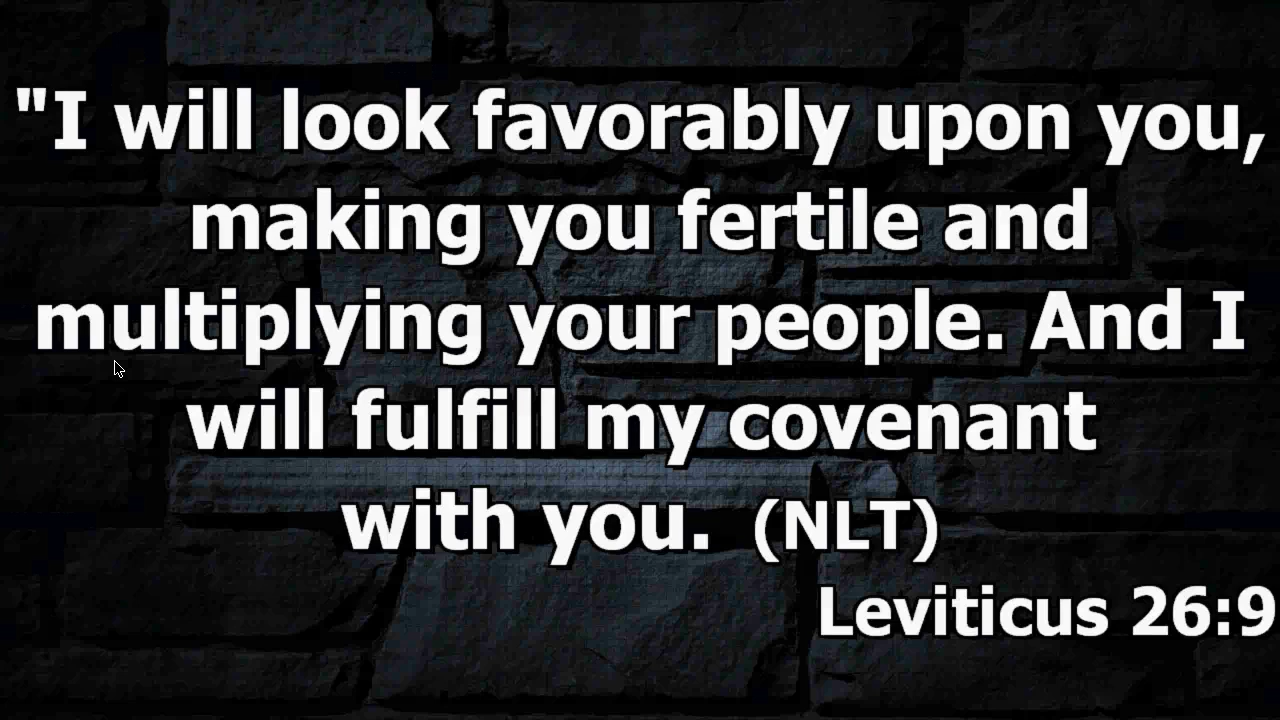 "I will look favorably upon you,
making you fertile and
multiplying your people. And I
will fulfill my covenant
with you. (NLT)
Leviticus 26:9